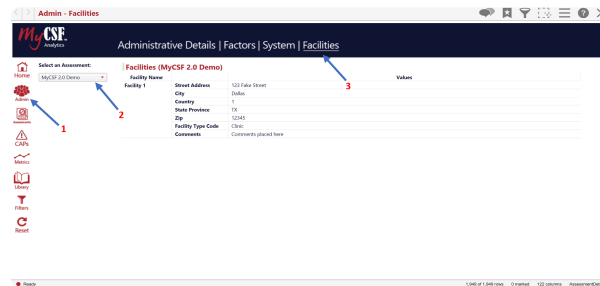 Admin - Facilities
MyCSF
Analytics
Administrative Details | Factors | System | Facilities
Home
Admin
Assessments
CAPs
Metrics
Library
Filters
Reset
Select an Assessment:
MyCSF 2.0 Demo
1
2
3
Facilities (MyCSF 2.0 Demo)
Facility Name Values
Facility 1 Street Address 123 Fake Street
City Dallas
Country 1
State Province TX
Zip 12345
Facility Type Code Clinic
Comments Comments placed here
Ready 1,949 of 1,949 rows 0 marked 122 columns AssessmentDet